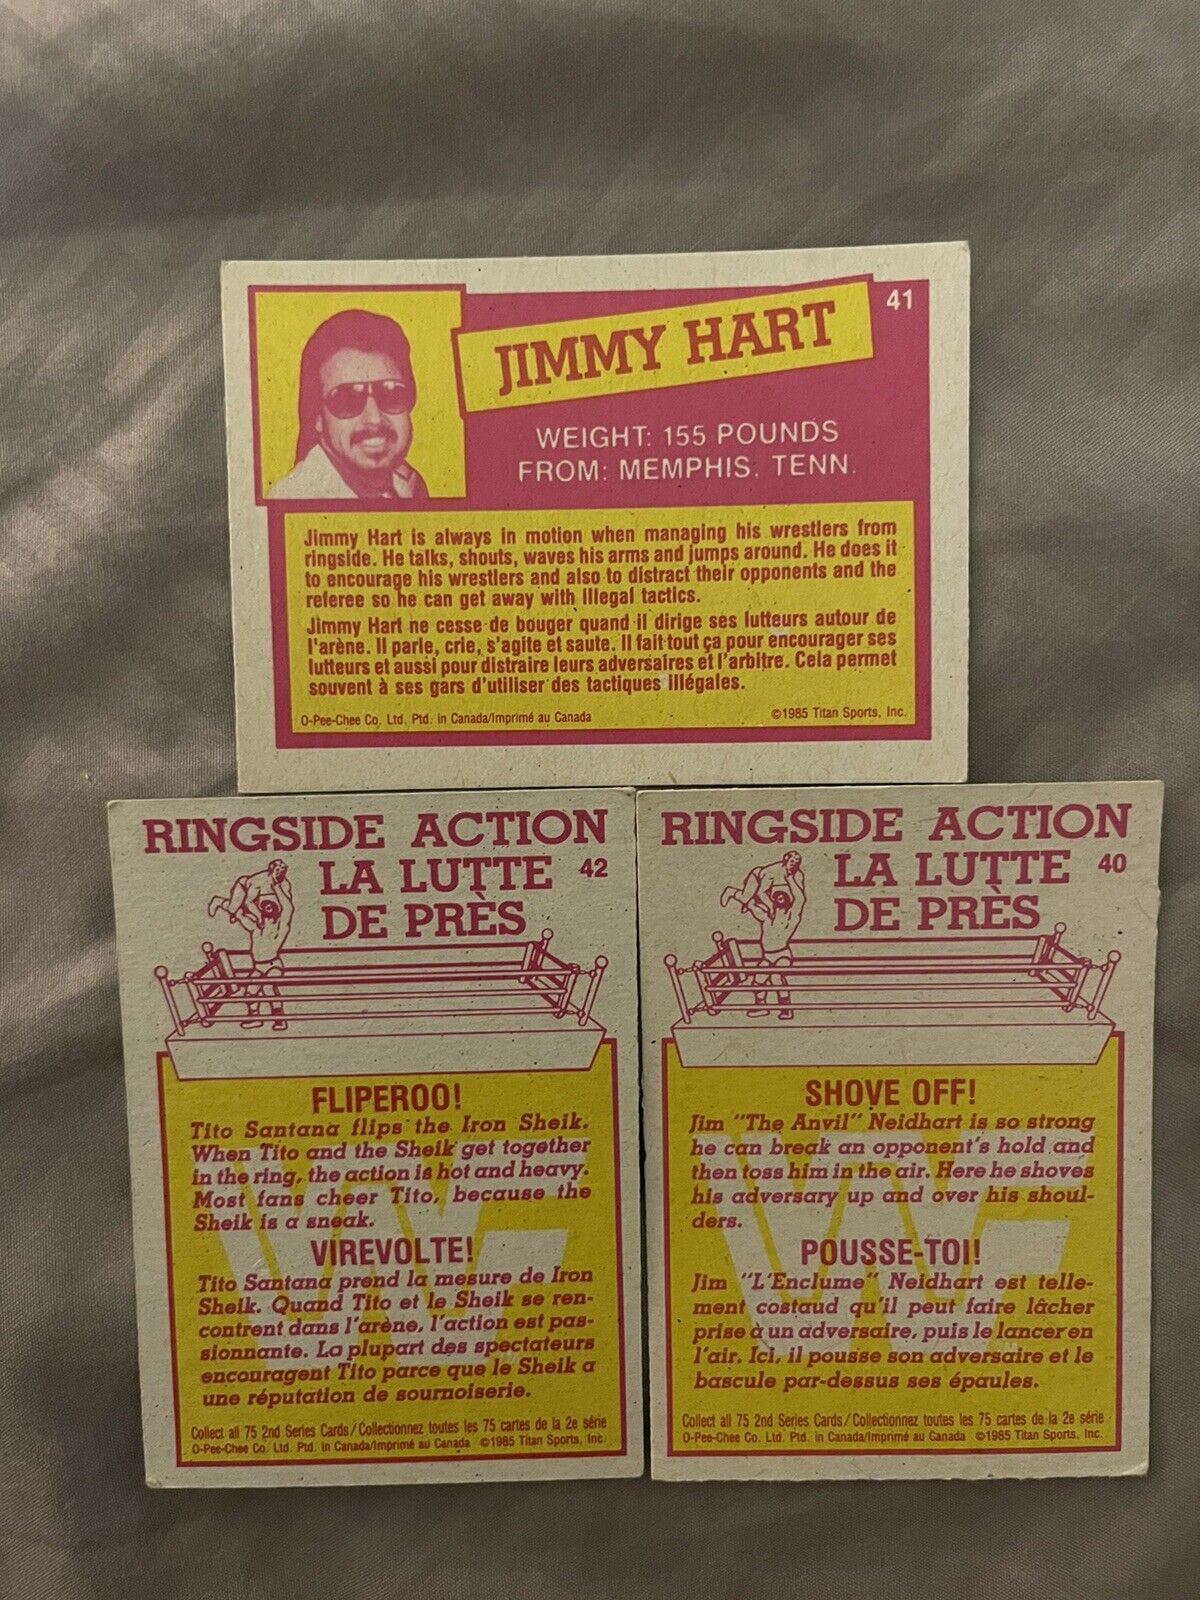 JIMMY HART
41
WEIGHT: 155 POUNDS
FROM: MEMPHIS, TENN.
Jimmy Hart is always in motion when managing his wrestlers from
ringside. He talks, shouts, waves his arms and jumps around. He does it
to encourage his wrestlers and also to distract their opponents and the
referee so he can get away with illegal tactics.
Jimmy Hart ne cesse de bouger quand il dirige ses lutteurs autour de
l'arène. Il parle, crie, s'agite et saute. Il fait tout ça pour encourager ses
lutteurs et aussi pour distraire leurs adversaires et l'arbitre. Cela permet
souvent à ses gars d'utiliser des tactiques illégales.
O-Pee-Chee Co. Ltd. Ptd. in Canada/Imprimé au Canada ©1985 Titan Sports, Inc.
RINGSIDE ACTION
LA LUTTE 42
DE PRÈS
FLIPEROO!
Tito Santana flips the Iron Sheik.
When Tito and the Sheik get together
in the ring, the action is hot and heavy.
Most fans cheer Tito, because the
Sheik is a sneak.
VIREVOLTE!
Tito Santana prend la mesure de Iron
Sheik. Quand Tito et le Sheik se ren-
contrent dans l'arène, l'action est pas-
sionnante. La plupart des spectateurs
encouragent Tito parce que le Sheik a
une réputation de sournoiserie.
Collect all 75 2nd Series Cards/Collectionnez toutes les 75 cartes de la 2e série
O-Pee-Chee Co. Ltd. Ptd. in Canada/Imprimé au Canada ©1985 Titan Sports, Inc.
RINGSIDE ACTION
LA LUTTE 40
DE PRÈS
SHOVE OFF!
Jim "The Anvil" Neidhart is so strong
he can break an opponent's hold and
then toss him in the air. Here he shoves
his adversary up and over his shoul-
ders.
POUSSE-TOI!
Jim "L'Enclume" Neidhart est telle-
ment costaud qu'il peut faire lâcher
prise à un adversaire, puis le lancer en
l'air. Ici, il pousse son adversaire et le
bascule par-dessus ses épaules.
Collect all 75 2nd Series Cards/Collectionnez toutes les 75 cartes de la 2e série
O-Pee-Chee Co. Ltd. Ptd. in Canada/Imprimé au Canada ©1985 Titan Sports, Inc.